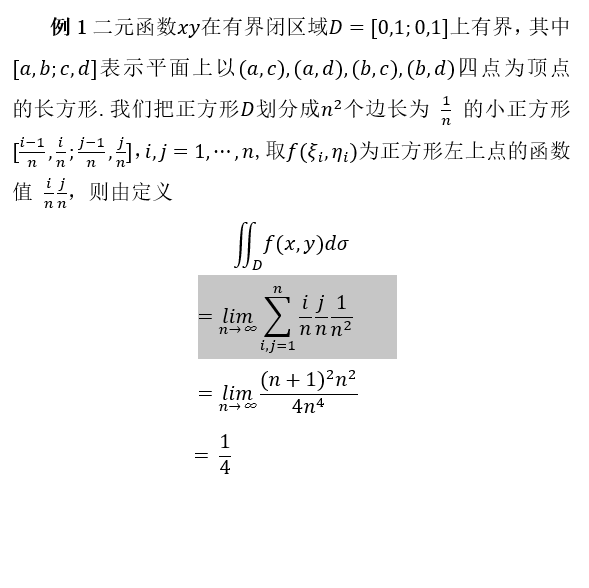 例 1 二元函数xy在有界闭区域D = [0,1; 0,1]上有界，其中
[a, b; c, d]表示平面上以(a, c), (a, d), (b, c), (b, d)四点为顶点
的长方形. 我们把正方形D划分成n²个边长为 1/n 的小正方形
[(i−1)/n, i/n; (j−1)/n, j/n], i, j = 1, ⋯, n, 取f(ξᵢ, ηᵢ)为正方形左上点的函数
值 i/n j/n，则由定义
∬_D f(x, y)dσ
= lim_{n→∞} ∑_{i,j=1}^{n} i/n j/n 1/n²
= lim_{n→∞} (n + 1)²n²/4n⁴
= 1/4